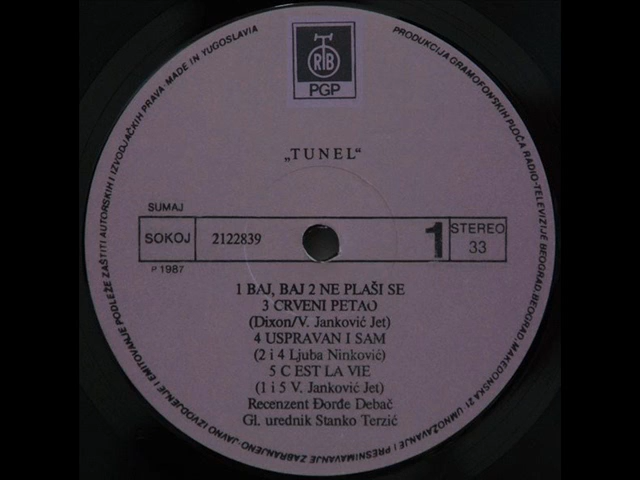 RTB
PGP
PRODUKCIJA GRAMOFONSKIH PLOČA RADIO-TELEVIZIJE BEOGRAD, BEOGRAD, MAKEDONSKA 21 · UMNOŽAVANJE I PRESNIMAVANJE ZABRANJENO · JAVNO IZVODJENJE I EMITOVANJE PODLEŽE ZAŠTITI AUTORSKIH I IZVODJAČKIH PRAVA MADE IN YUGOSLAVIA
„TUNEL“
SUMAJ
SOKOJ 2122839 1 STEREO
33
P 1987
1 BAJ, BAJ 2 NE PLAŠI SE
3 CRVENI PETAO
(Dixon/V. Janković Jet)
4 USPRAVAN I SAM
(2 i 4 Ljuba Ninković)
5 C EST LA VIE
(1 i 5 V. Janković Jet)
Recenzent Đorđe Debač
Gl. urednik Stanko Terzić